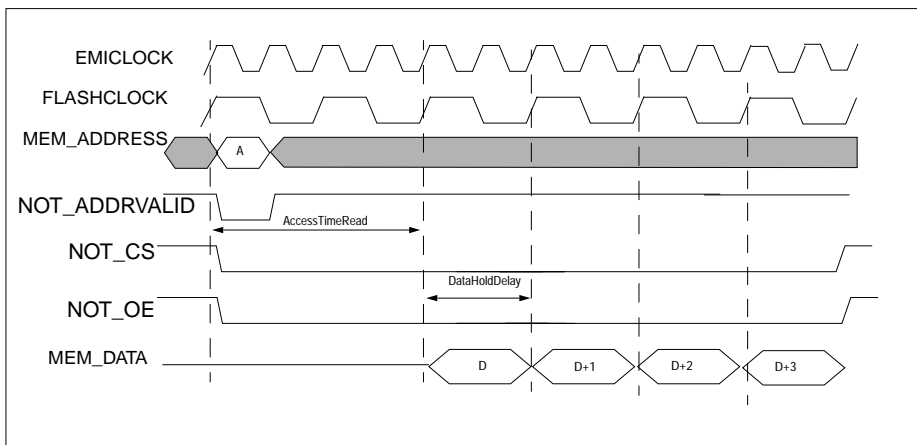 EMICLOCK
FLASHCLOCK
MEM_ADDRESS
A
NOT_ADDRVALID
AccessTimeRead
NOT_CS
DataHoldDelay
NOT_OE
MEM_DATA
D
D+1
D+2
D+3